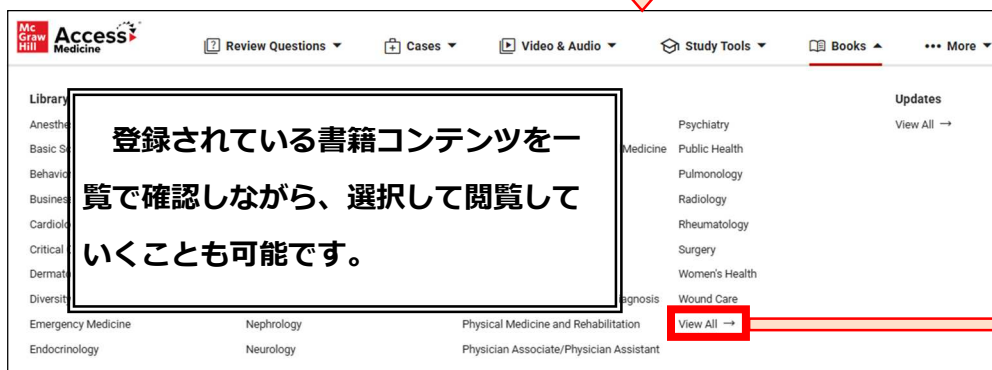 Mc Graw Hill Access Medicine
Review Questions
Cases
Video & Audio
Study Tools
Books
More
Library
Updates
View All →
登録されている書籍コンテンツを一
覧で確認しながら、選択して閲覧して
いくことも可能です。
Emergency Medicine
Endocrinology
Nephrology
Neurology
Medicine
Physical Medicine and Rehabilitation
Physician Associate/Physician Assistant
Psychiatry
Public Health
Pulmonology
Radiology
Rheumatology
Surgery
Women's Health
Wound Care
View All →